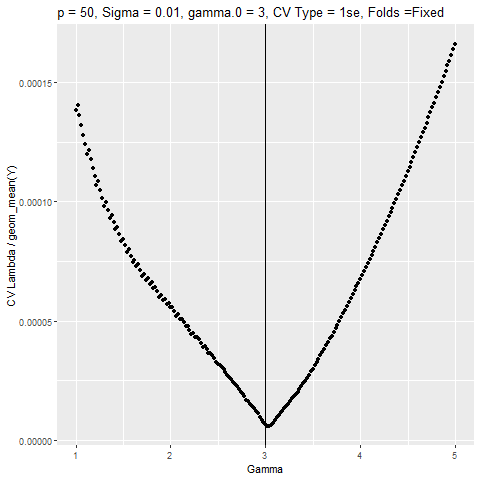 p = 50, Sigma = 0.01, gamma.0 = 3, CV Type = 1se, Folds =Fixed
CV Lambda / geom_mean(Y)
0.00015
0.00010
0.00005
0.00000
1 2 3 4 5
Gamma